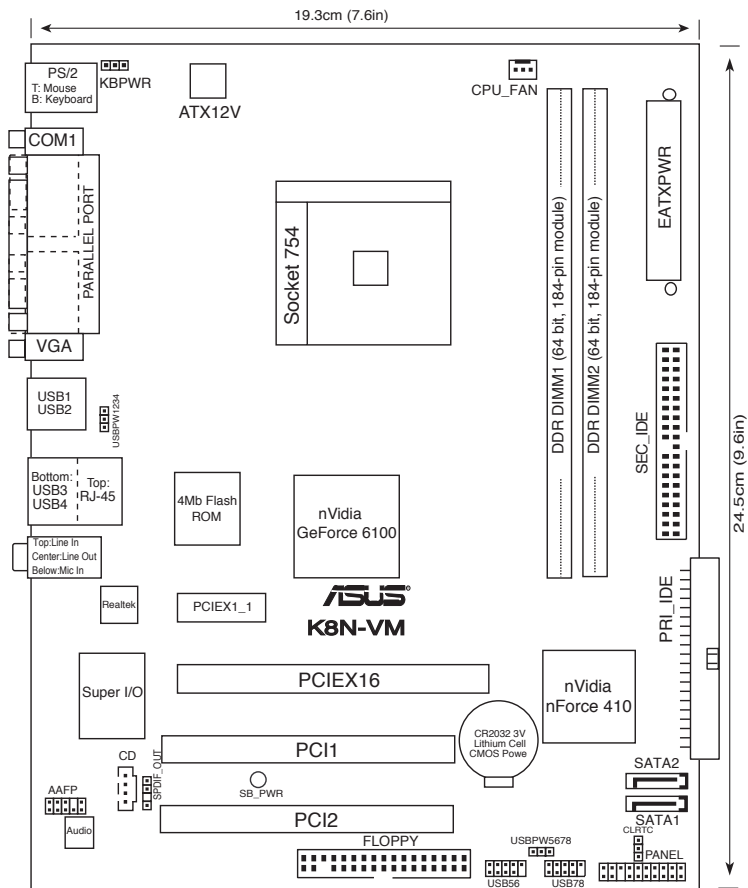 19.3cm (7.6in)
PS/2
T: Mouse
B: Keyboard
KBPWR
ATX12V
CPU_FAN
COM1
PARALLEL PORT
VGA
Socket 754
DDR DIMM1 (64 bit, 184-pin module)
DDR DIMM2 (64 bit, 184-pin module)
EATXPWR
24.5cm (9.6in)
USB1
USB2
USBPW1234
SEC_IDE
Bottom:
USB3
USB4
Top:
RJ-45
4Mb Flash
ROM
nVidia
GeForce 6100
Top:Line In
Center:Line Out
Below:Mic In
Realtek
PCIEX1_1
ASUS®
K8N-VM
PRI_IDE
Super I/O
PCIEX16
nVidia
nForce 410
CR2032 3V
Lithium Cell
CMOS Powe
PCI1
CD
SPDIF_OUT
SB_PWR
SATA2
SATA1
AAFP
Audio
PCI2
FLOPPY
USBPW5678
CLRTC
PANEL
USB56
USB78